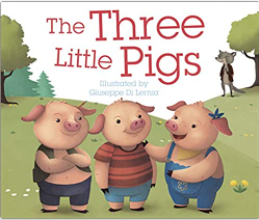 The Three
Little Pigs
Illustrated by
Giuseppe Di Lernia